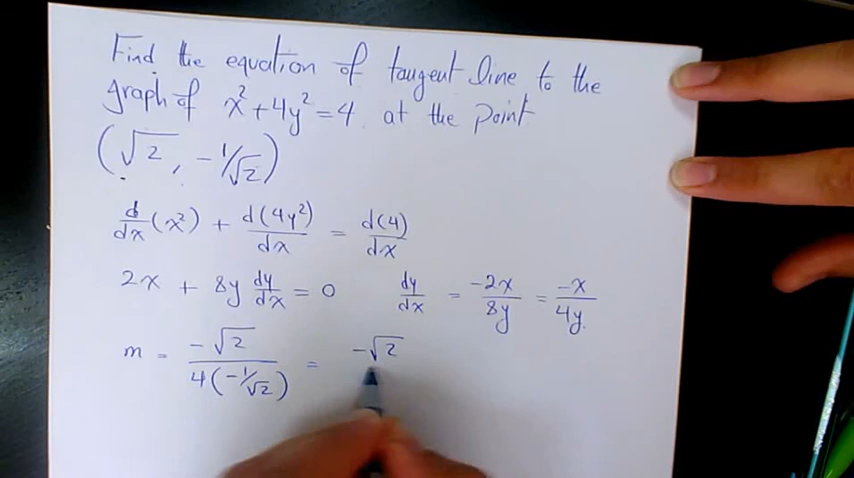 Find the equation of tangent line to the
graph of x²+4y²=4 at the point
(√2, -1/√2)
d/dx (x²) + d(4y²)/dx = d(4)/dx
2x + 8y dy/dx = 0 dy/dx = -2x/8y = -x/4y
m = -√2/4(-1/√2) = -√2